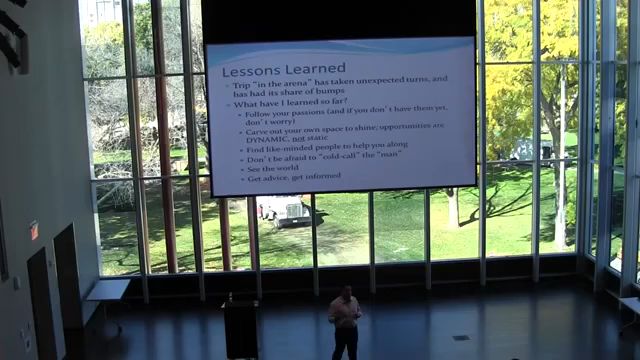 Lessons Learned
Trip "in the arena" has taken unexpected turns, and
has had its share of bumps
What have I learned so far?
Follow your passions (and if you don't have them yet,
don't worry)
Carve out your own space to shine, opportunities are
DYNAMIC, not static
Find like-minded people to help you along
Don't be afraid to "cold-call" the "man"
See the world
Get advice, get informed